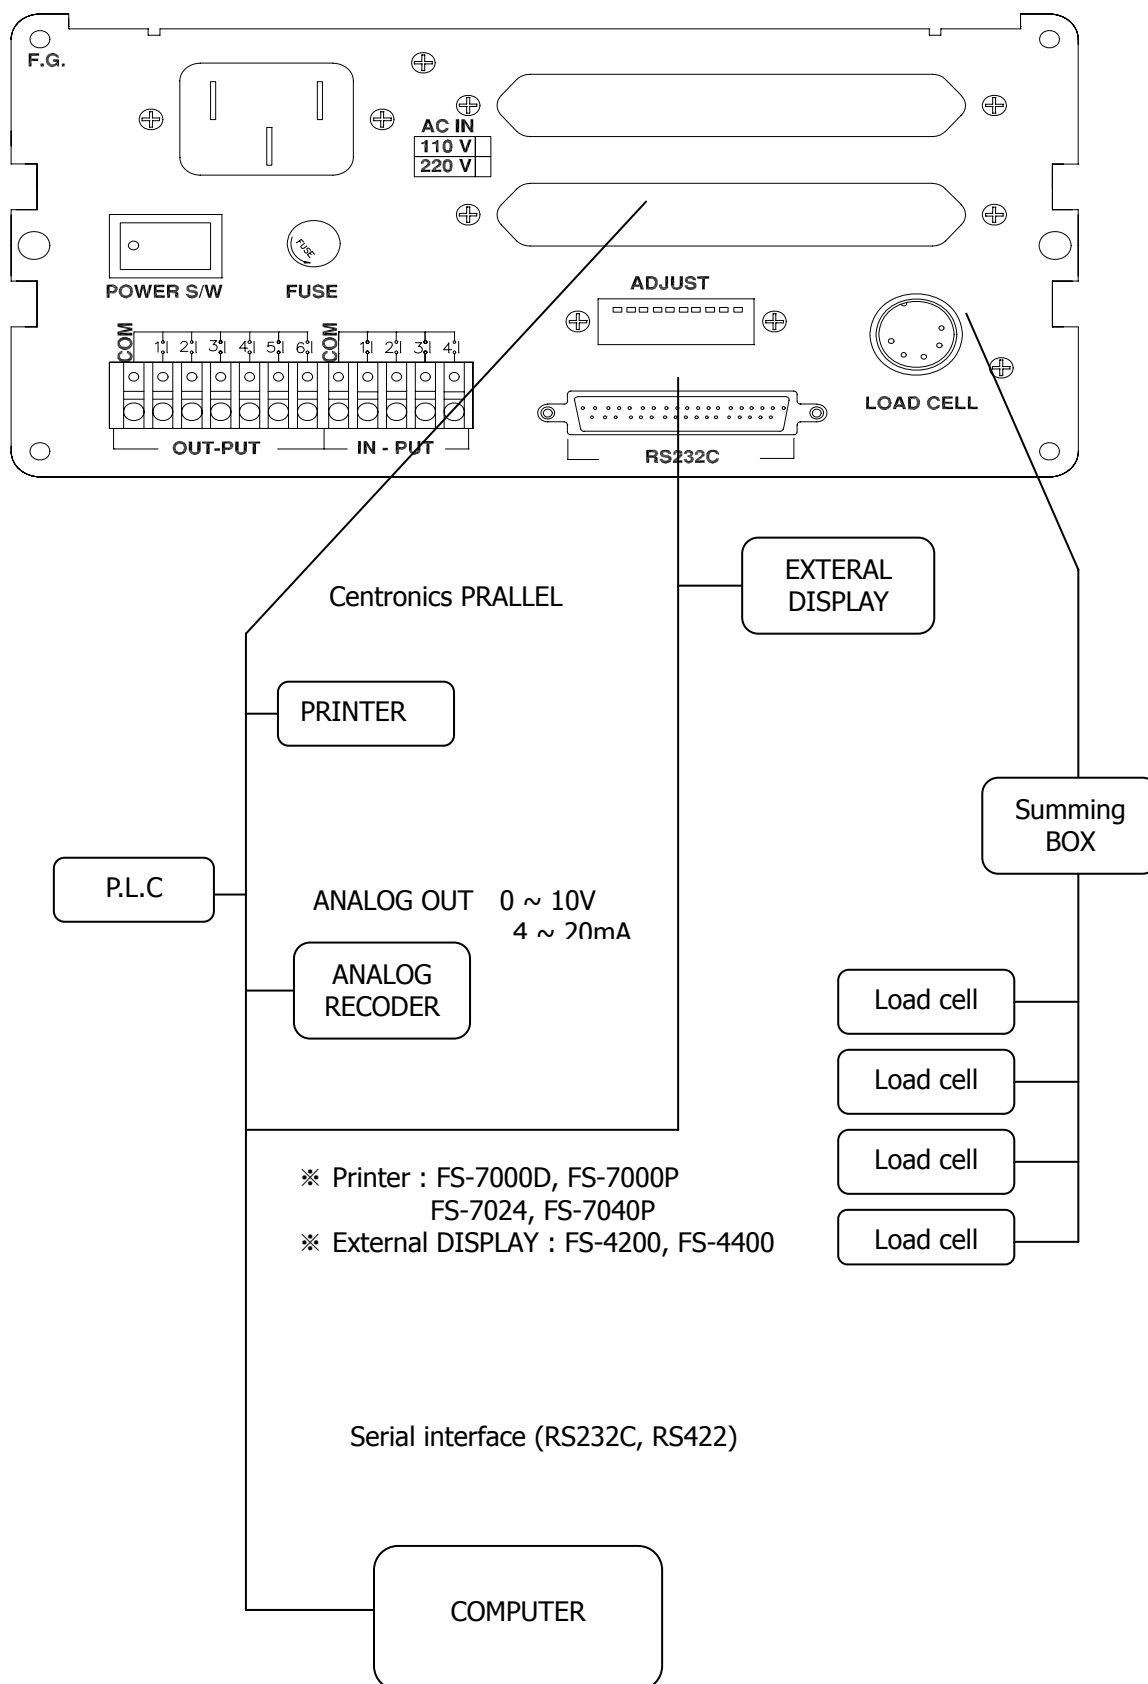 F.G.
AC IN
110 V
220 V
POWER S/W
FUSE
FUSE
ADJUST
LOAD CELL
COM 1 2 3 4 5 6 COM 1 2 3 4
OUT-PUT
IN - PUT
RS232C
EXTERAL
DISPLAY
Centronics PRALLEL
PRINTER
Summing
BOX
P.L.C
ANALOG OUT 0 ~ 10V
4 ~ 20mA
ANALOG
RECODER
Load cell
Load cell
Load cell
Load cell
※ Printer : FS-7000D, FS-7000P
FS-7024, FS-7040P
※ External DISPLAY : FS-4200, FS-4400
Serial interface (RS232C, RS422)
COMPUTER